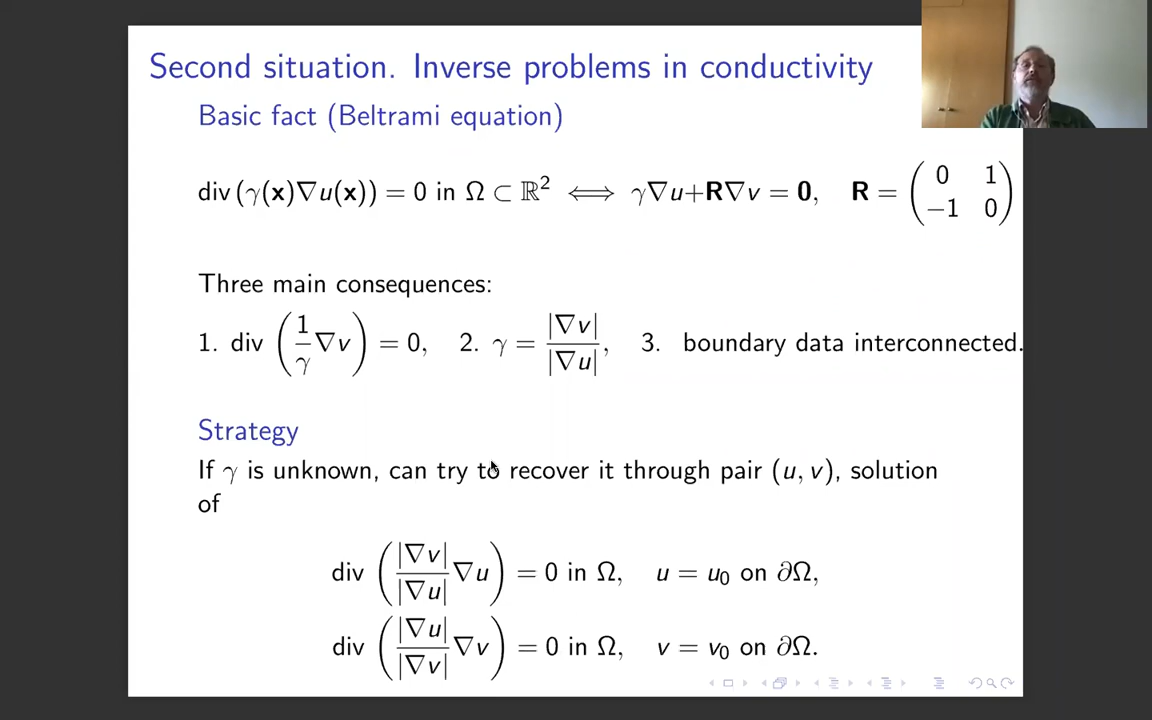 Second situation. Inverse problems in conductivity
Basic fact (Beltrami equation)
div (γ(x)∇u(x)) = 0 in Ω ⊂ ℝ² ⟺ γ∇u+R∇v = 0, R = ( 0 1 ; −1 0 )
Three main consequences:
1. div (1/γ ∇v) = 0, 2. γ = |∇v|/|∇u|, 3. boundary data interconnected.
Strategy
If γ is unknown, can try to recover it through pair (u, v), solution
of
div (|∇v|/|∇u| ∇u) = 0 in Ω, u = u₀ on ∂Ω,
div (|∇u|/|∇v| ∇v) = 0 in Ω, v = v₀ on ∂Ω.